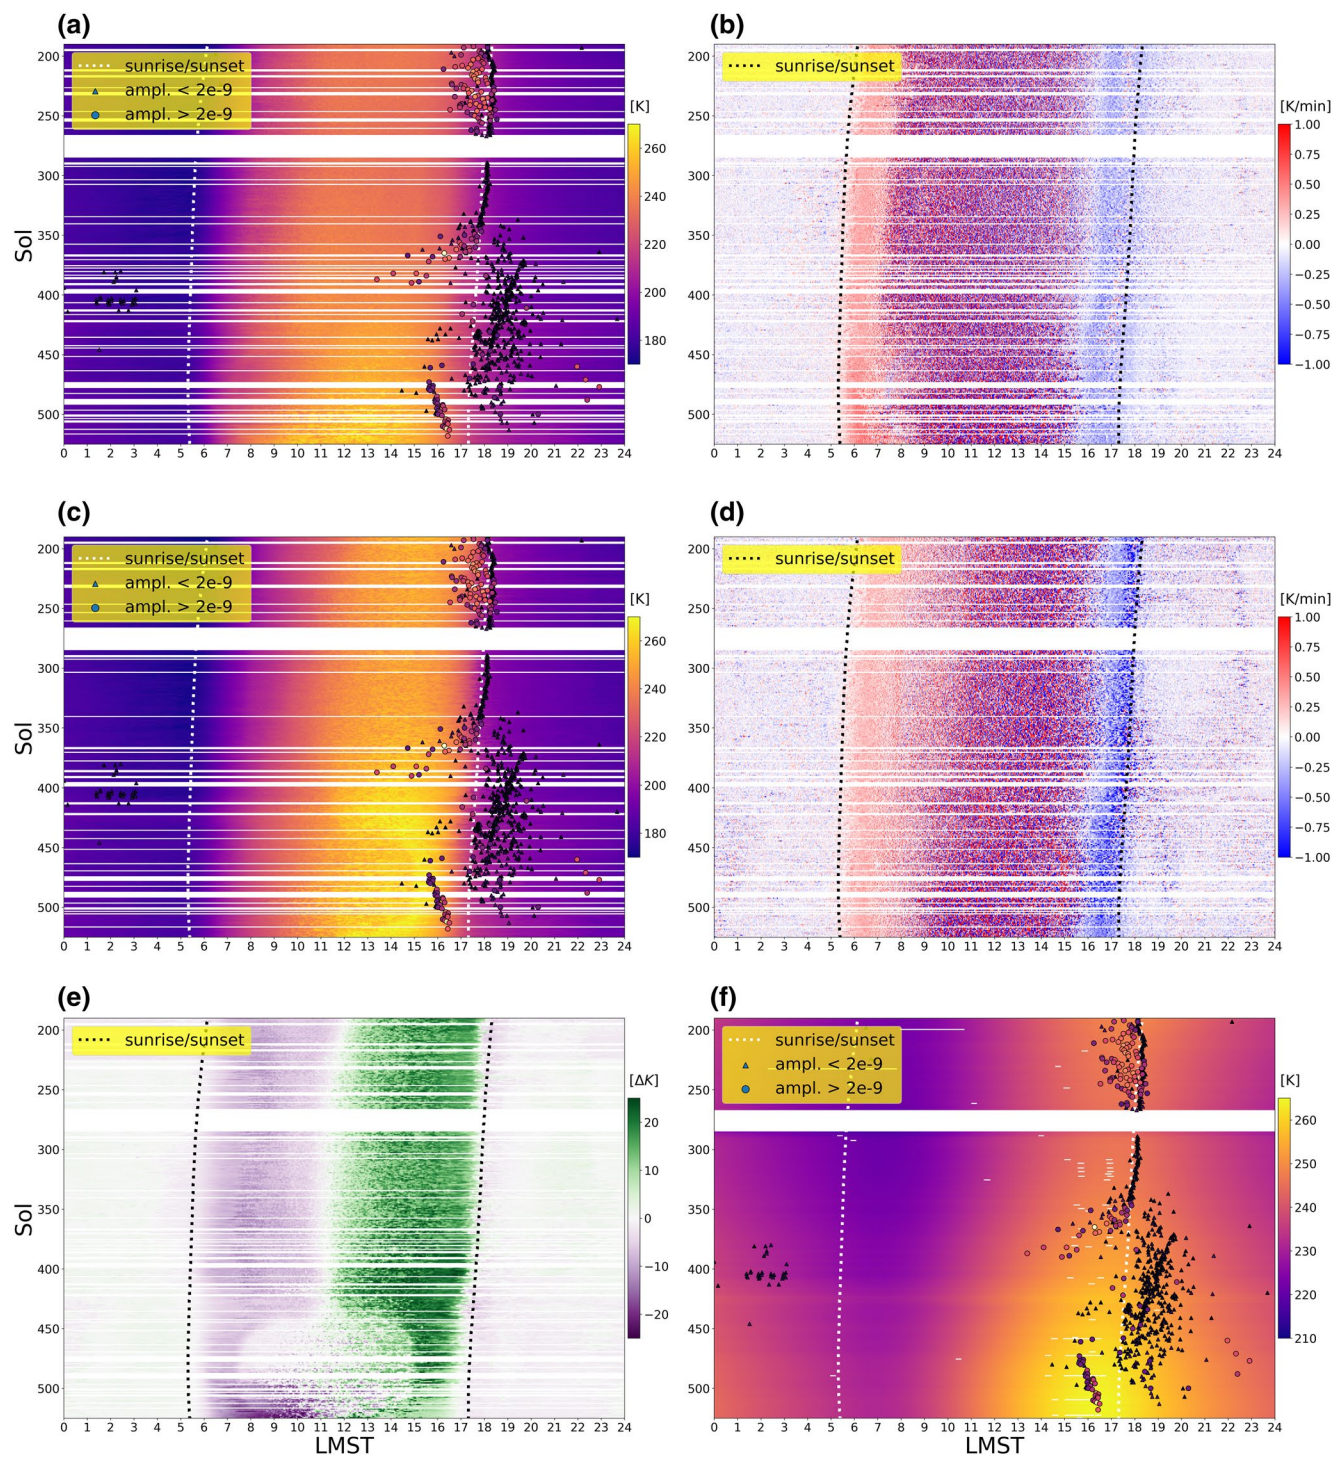 (a)
Sol
200
250
300
350
400
450
500
sunrise/sunset
ampl. < 2e-9
ampl. > 2e-9
0 1 2 3 4 5 6 7 8 9 10 11 12 13 14 15 16 17 18 19 20 21 22 23 24
[K]
260
240
220
200
180
(b)
200
250
300
350
400
450
500
sunrise/sunset
0 1 2 3 4 5 6 7 8 9 10 11 12 13 14 15 16 17 18 19 20 21 22 23 24
[K/min]
1.00
0.75
0.50
0.25
0.00
−0.25
−0.50
−0.75
−1.00
(c)
Sol
200
250
300
350
400
450
500
sunrise/sunset
ampl. < 2e-9
ampl. > 2e-9
0 1 2 3 4 5 6 7 8 9 10 11 12 13 14 15 16 17 18 19 20 21 22 23 24
[K]
260
240
220
200
180
(d)
200
250
300
350
400
450
500
sunrise/sunset
0 1 2 3 4 5 6 7 8 9 10 11 12 13 14 15 16 17 18 19 20 21 22 23 24
[K/min]
1.00
0.75
0.50
0.25
0.00
−0.25
−0.50
−0.75
−1.00
(e)
Sol
200
250
300
350
400
450
500
sunrise/sunset
0 1 2 3 4 5 6 7 8 9 10 11 12 13 14 15 16 17 18 19 20 21 22 23 24
LMST
[ΔK]
20
10
0
−10
−20
(f)
200
250
300
350
400
450
500
sunrise/sunset
ampl. < 2e-9
ampl. > 2e-9
0 1 2 3 4 5 6 7 8 9 10 11 12 13 14 15 16 17 18 19 20 21 22 23 24
LMST
[K]
260
250
240
230
220
210